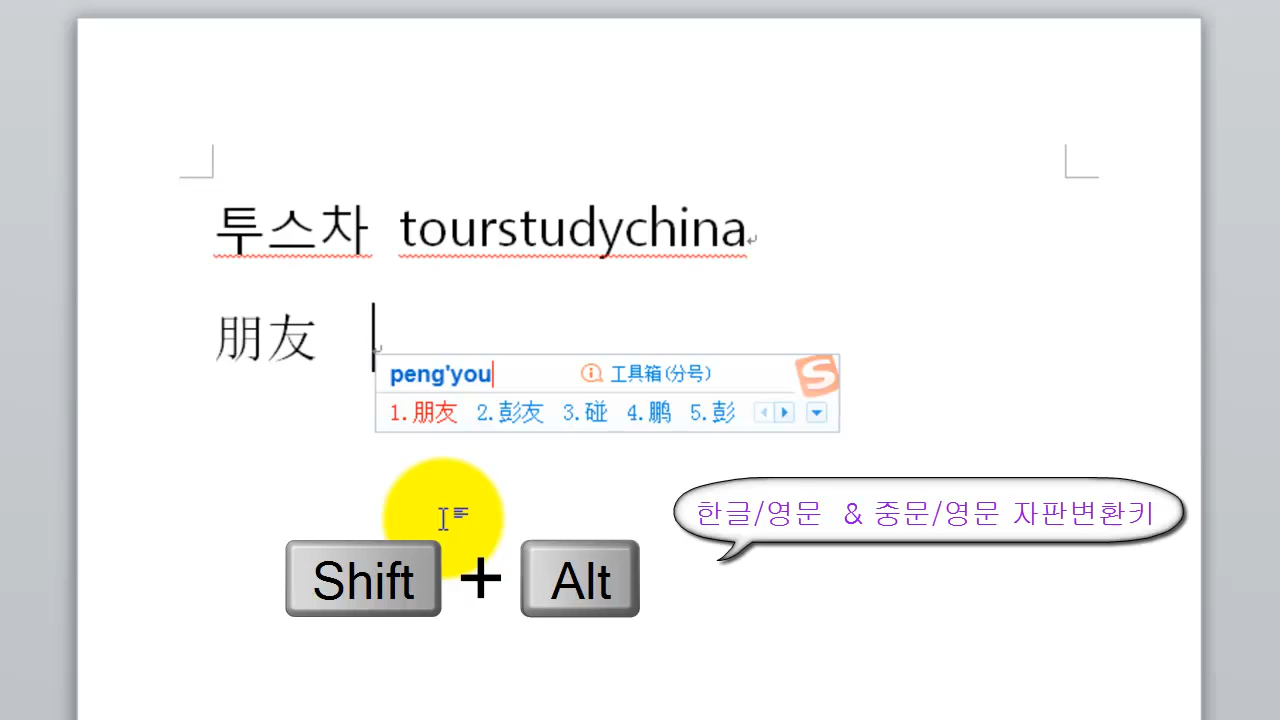 투스차 tourstudychina
朋友
peng'you 工具箱(分号)
1.朋友 2.彭友 3.碰 4.鹏 5.彭
한글/영문 & 중문/영문 자판변환키
Shift + Alt